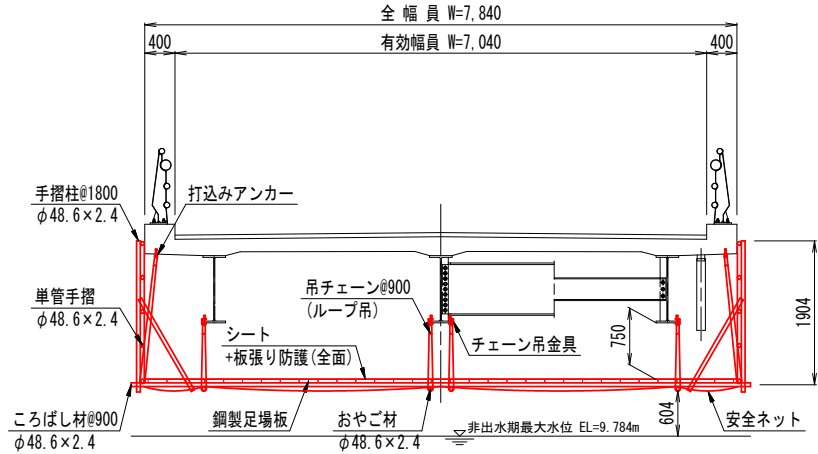 全 幅 員 W=7,840
400
有効幅員 W=7,040
400
手摺柱@1800
φ48.6×2.4
打込みアンカー
単管手摺
φ48.6×2.4
吊チェーン@900
(ループ吊)
シート
+板張り防護(全面)
チェーン吊金具
750
1904
ころばし材@900
φ48.6×2.4
鋼製足場板
おやご材
φ48.6×2.4
非出水期最大水位 EL=9.784m
604
安全ネット